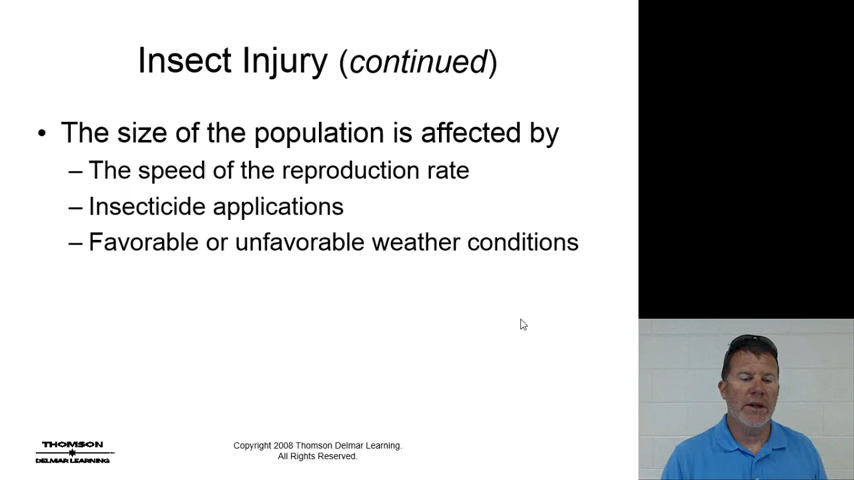 Insect Injury (continued)
• The size of the population is affected by
– The speed of the reproduction rate
– Insecticide applications
– Favorable or unfavorable weather conditions
THOMSON
DELMAR LEARNING
Copyright 2008 Thomson Delmar Learning.
All Rights Reserved.